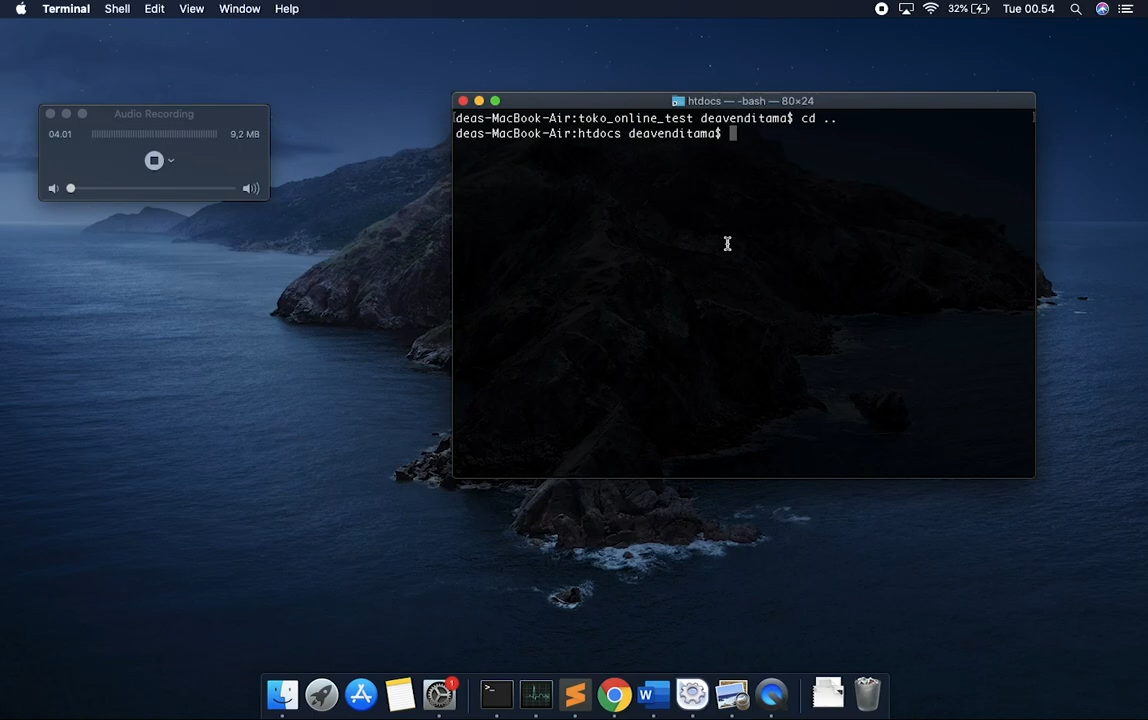 Terminal Shell Edit View Window Help 32% Tue 00.54
Audio Recording
04.01 9,2 MB
htdocs — -bash — 80×24
deas-MacBook-Air:toko_online_test deavenditama$ cd ..
deas-MacBook-Air:htdocs deavenditama$
1